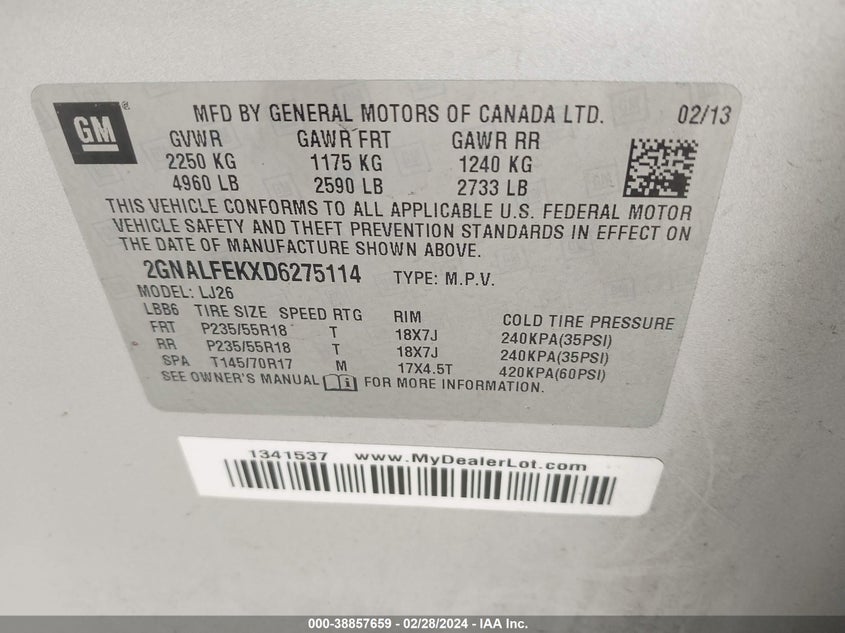 GM
MFD BY GENERAL MOTORS OF CANADA LTD. 02/13
GVWR GAWR FRT GAWR RR
2250 KG 1175 KG 1240 KG
4960 LB 2590 LB 2733 LB
THIS VEHICLE CONFORMS TO ALL APPLICABLE U.S. FEDERAL MOTOR
VEHICLE SAFETY AND THEFT PREVENTION STANDARDS IN EFFECT ON
THE DATE OF MANUFACTURE SHOWN ABOVE.
2GNALFEKXD6275114 TYPE: M.P.V.
MODEL: LJ26
LBB6 TIRE SIZE SPEED RTG RIM COLD TIRE PRESSURE
FRT P235/55R18 T 18X7J 240KPA(35PSI)
RR P235/55R18 T 18X7J 240KPA(35PSI)
SPA T145/70R17 M 17X4.5T 420KPA(60PSI)
SEE OWNER'S MANUAL FOR MORE INFORMATION.
1341537 www.MyDealerLot.com
000-38857659 - 02/28/2024 - IAA Inc.